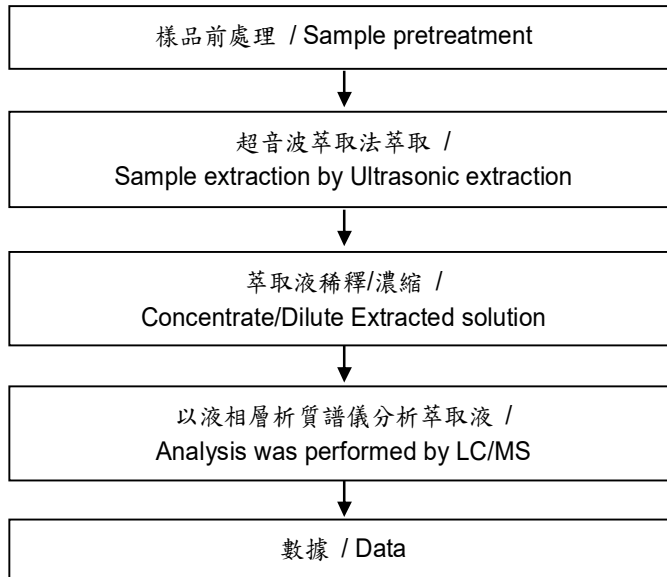 樣品前處理 / Sample pretreatment
超音波萃取法萃取 /
Sample extraction by Ultrasonic extraction
萃取液稀釋/濃縮 /
Concentrate/Dilute Extracted solution
以液相層析質譜儀分析萃取液 /
Analysis was performed by LC/MS
數據 / Data